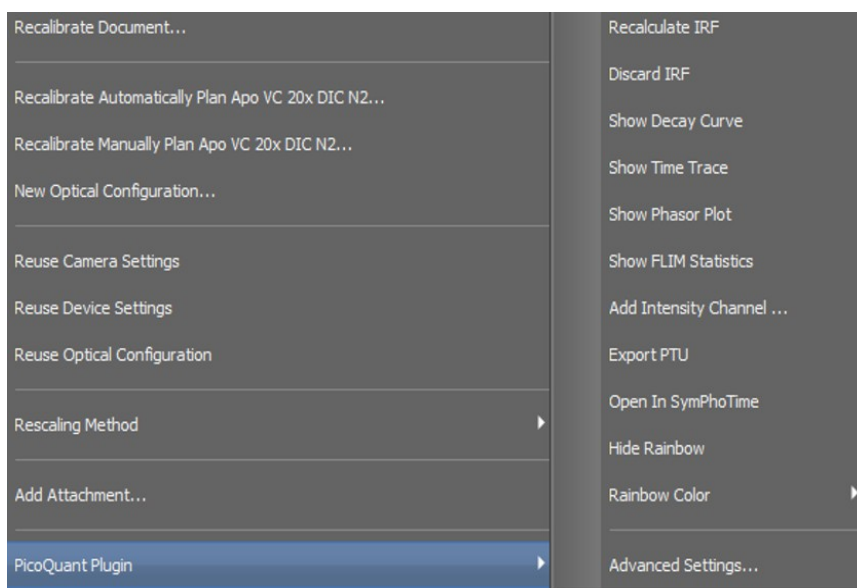 Recalibrate Document...
Recalibrate Automatically Plan Apo VC 20x DIC N2...
Recalibrate Manually Plan Apo VC 20x DIC N2...
New Optical Configuration...
Reuse Camera Settings
Reuse Device Settings
Reuse Optical Configuration
Rescaling Method
Add Attachment...
PicoQuant Plugin
Recalculate IRF
Discard IRF
Show Decay Curve
Show Time Trace
Show Phasor Plot
Show FLIM Statistics
Add Intensity Channel ...
Export PTU
Open In SymPhoTime
Hide Rainbow
Rainbow Color
Advanced Settings...